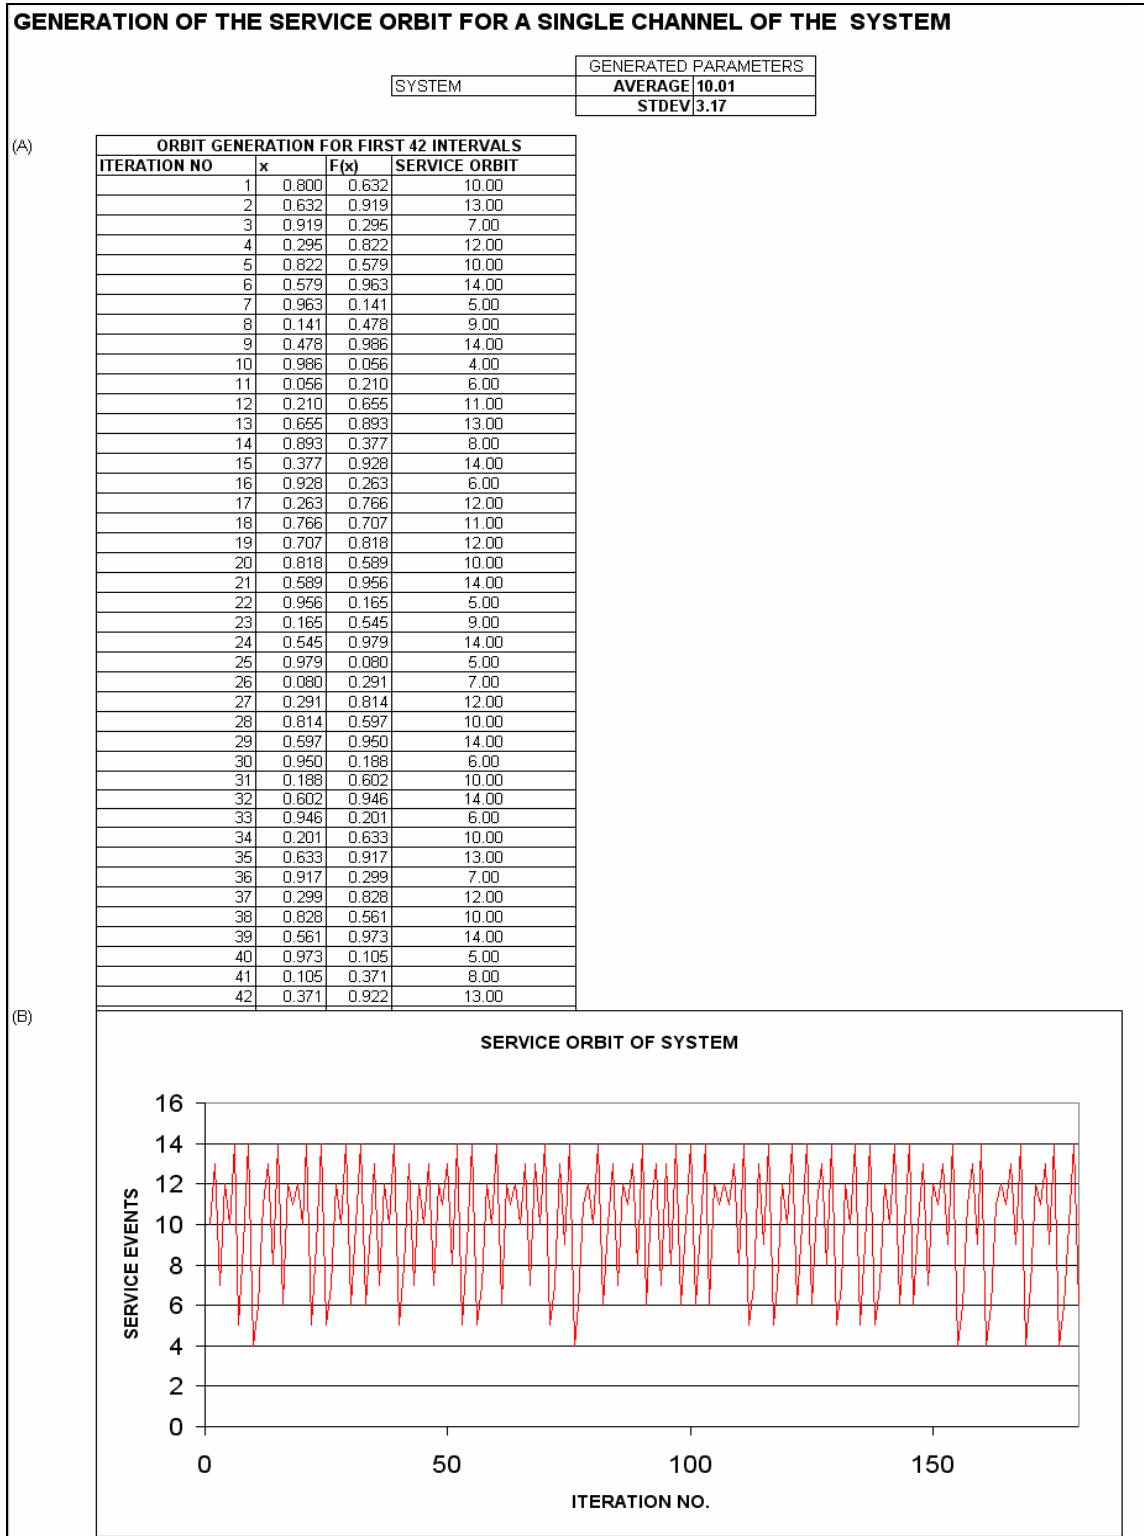 GENERATION OF THE SERVICE ORBIT FOR A SINGLE CHANNEL OF THE SYSTEM
GENERATED PARAMETERS
SYSTEM AVERAGE 10.01
STDEV 3.17
(A)
ORBIT GENERATION FOR FIRST 42 INTERVALS
ITERATION NO x F(x) SERVICE ORBIT
1 0.800 0.632 10.00
2 0.632 0.919 13.00
3 0.919 0.295 7.00
4 0.295 0.822 12.00
5 0.822 0.579 10.00
6 0.579 0.963 14.00
7 0.963 0.141 5.00
8 0.141 0.478 9.00
9 0.478 0.986 14.00
10 0.986 0.056 4.00
11 0.056 0.210 6.00
12 0.210 0.655 11.00
13 0.655 0.893 13.00
14 0.893 0.377 8.00
15 0.377 0.928 14.00
16 0.928 0.263 6.00
17 0.263 0.766 12.00
18 0.766 0.707 11.00
19 0.707 0.818 12.00
20 0.818 0.589 10.00
21 0.589 0.956 14.00
22 0.956 0.165 5.00
23 0.165 0.545 9.00
24 0.545 0.979 14.00
25 0.979 0.080 5.00
26 0.080 0.291 7.00
27 0.291 0.814 12.00
28 0.814 0.597 10.00
29 0.597 0.950 14.00
30 0.950 0.188 6.00
31 0.188 0.602 10.00
32 0.602 0.946 14.00
33 0.946 0.201 6.00
34 0.201 0.633 10.00
35 0.633 0.917 13.00
36 0.917 0.299 7.00
37 0.299 0.828 12.00
38 0.828 0.561 10.00
39 0.561 0.973 14.00
40 0.973 0.105 5.00
41 0.105 0.371 8.00
42 0.371 0.922 13.00
(B)
SERVICE ORBIT OF SYSTEM
SERVICE EVENTS
16
14
12
10
8
6
4
2
0
0 50 100 150
ITERATION NO.